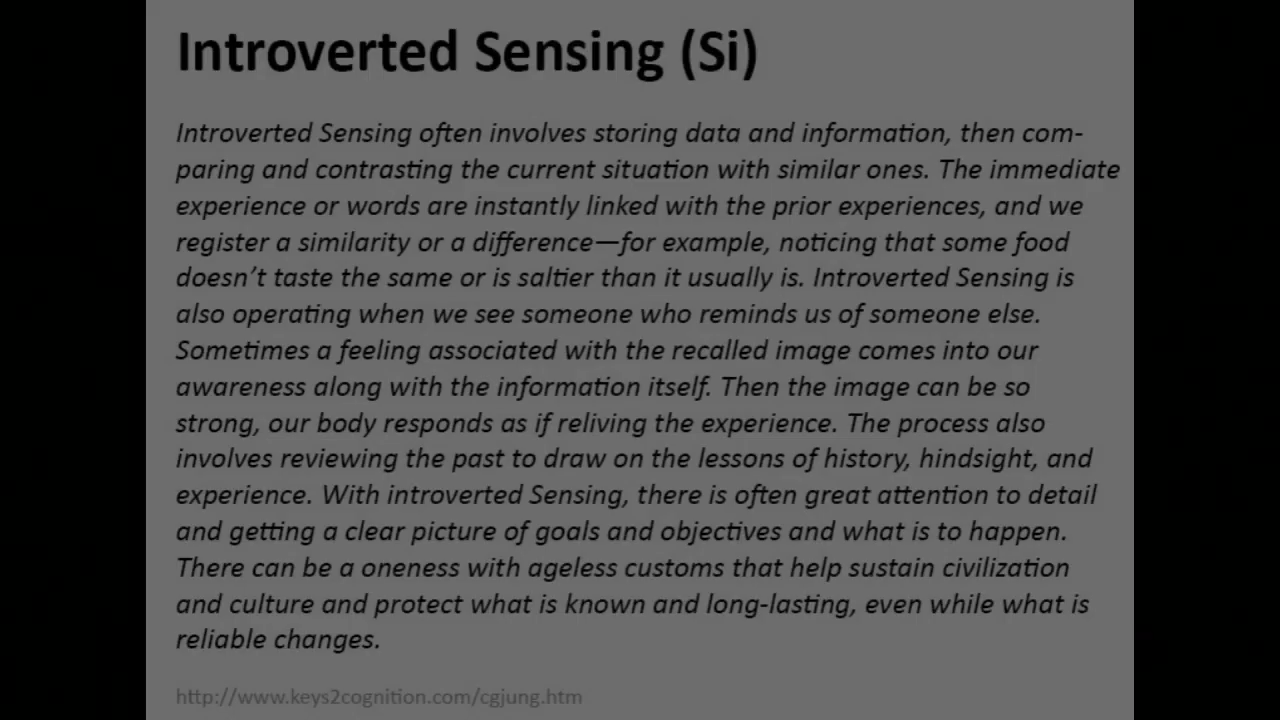 Introverted Sensing (Si)
Introverted Sensing often involves storing data and information, then com-
paring and contrasting the current situation with similar ones. The immediate
experience or words are instantly linked with the prior experiences, and we
register a similarity or a difference—for example, noticing that some food
doesn’t taste the same or is saltier than it usually is. Introverted Sensing is
also operating when we see someone who reminds us of someone else.
Sometimes a feeling associated with the recalled image comes into our
awareness along with the information itself. Then the image can be so
strong, our body responds as if reliving the experience. The process also
involves reviewing the past to draw on the lessons of history, hindsight, and
experience. With introverted Sensing, there is often great attention to detail
and getting a clear picture of goals and objectives and what is to happen.
There can be a oneness with ageless customs that help sustain civilization
and culture and protect what is known and long-lasting, even while what is
reliable changes.
http://www.keys2cognition.com/cgjung.htm